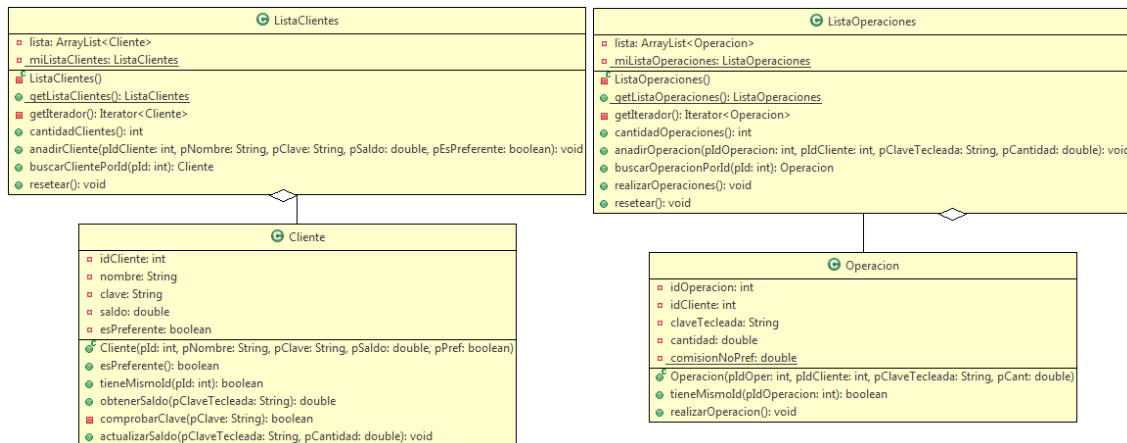 ListaClientes
lista: ArrayList<Cliente>
miListaClientes: ListaClientes
ListaClientes()
getListaClientes(): ListaClientes
getIterador(): Iterator<Cliente>
cantidadClientes(): int
anadirCliente(pIdCliente: int, pNombre: String, pClave: String, pSaldo: double, pEsPreferente: boolean): void
buscarClientePorId(pId: int): Cliente
resetear(): void
Cliente
idCliente: int
nombre: String
clave: String
saldo: double
esPreferente: boolean
Cliente(pId: int, pNombre: String, pClave: String, pSaldo: double, pPref: boolean)
esPreferente(): boolean
tieneMismoId(pId: int): boolean
obtenerSaldo(pClaveTecleada: String): double
comprobarClave(pClave: String): boolean
actualizarSaldo(pClaveTecleada: String, pCantidad: double): void
ListaOperaciones
lista: ArrayList<Operacion>
miListaOperaciones: ListaOperaciones
ListaOperaciones()
getListaOperaciones(): ListaOperaciones
getIterador(): Iterator<Operacion>
cantidadOperaciones(): int
anadirOperacion(pIdOperacion: int, pIdCliente: int, pClaveTecleada: String, pCantidad: double): void
buscarOperacionPorId(pId: int): Operacion
realizarOperaciones(): void
resetear(): void
Operacion
idOperacion: int
idCliente: int
claveTecleada: String
cantidad: double
comisionNoPref: double
Operacion(pIdOper: int, pIdCliente: int, pClaveTecleada: String, pCant: double)
tieneMismoId(pIdOperacion: int): boolean
realizarOperacion(): void